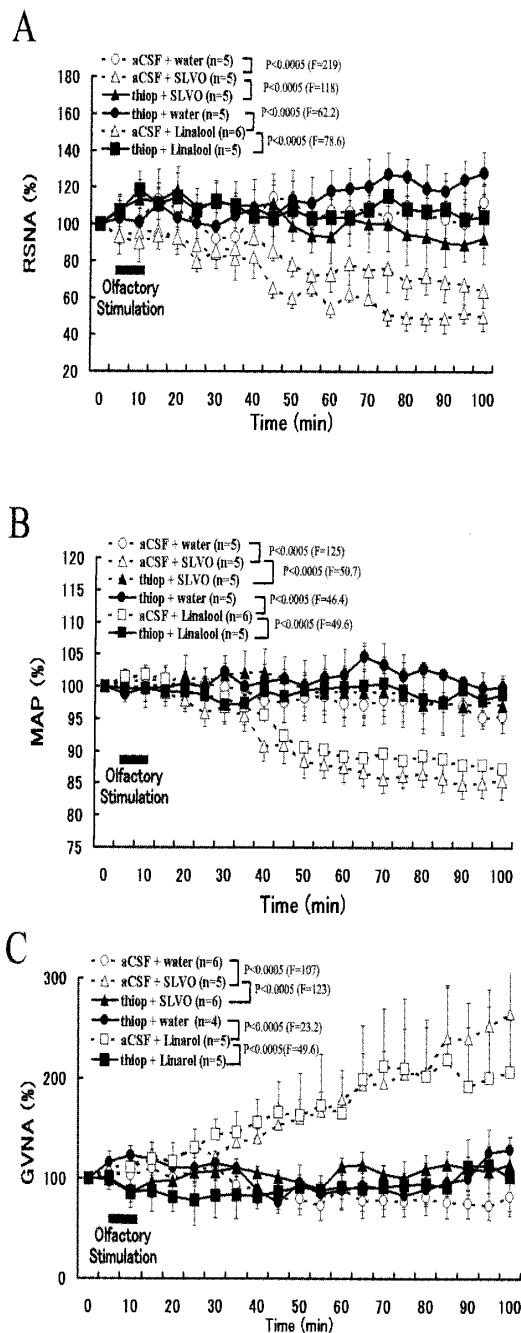 A
aCSF + water (n=5)
aCSF + SLVO (n=5)
thiop + SLVO (n=5)
thiop + water (n=5)
aCSF + Linalool (n=6)
thiop + Linalool (n=5)
P<0.0005 (F=219)
P<0.0005 (F=118)
P<0.0005 (F=62.2)
P<0.0005 (F=78.6)
180
160
140
120
100
80
60
40
20
RSNA (%)
Olfactory
Stimulation
0 10 20 30 40 50 60 70 80 90 100
Time (min)
B
aCSF + water (n=5)
aCSF + SLVO (n=5)
thiop + SLVO (n=5)
thiop + water (n=5)
aCSF + Linalool (n=6)
thiop + Linalool (n=5)
P<0.0005 (F=125)
P<0.0005 (F=50.7)
P<0.0005 (F=46.4)
P<0.0005 (F=49.6)
120
115
110
105
100
95
90
85
80
75
MAP (%)
Olfactory
Stimulation
0 10 20 30 40 50 60 70 80 90 100
Time (min)
C
aCSF + water (n=6)
aCSF + SLVO (n=5)
thiop + SLVO (n=6)
thiop + water (n=4)
aCSF + Linarol (n=5)
thiop + Linarol (n=5)
P<0.0005 (F=107)
P<0.0005 (F=123)
P<0.0005 (F=23.2)
P<0.0005(F=49.6)
300
200
100
0
GVNA (%)
Olfactory
Stimulation
0 10 20 30 40 50 60 70 80 90 100
Time (min)